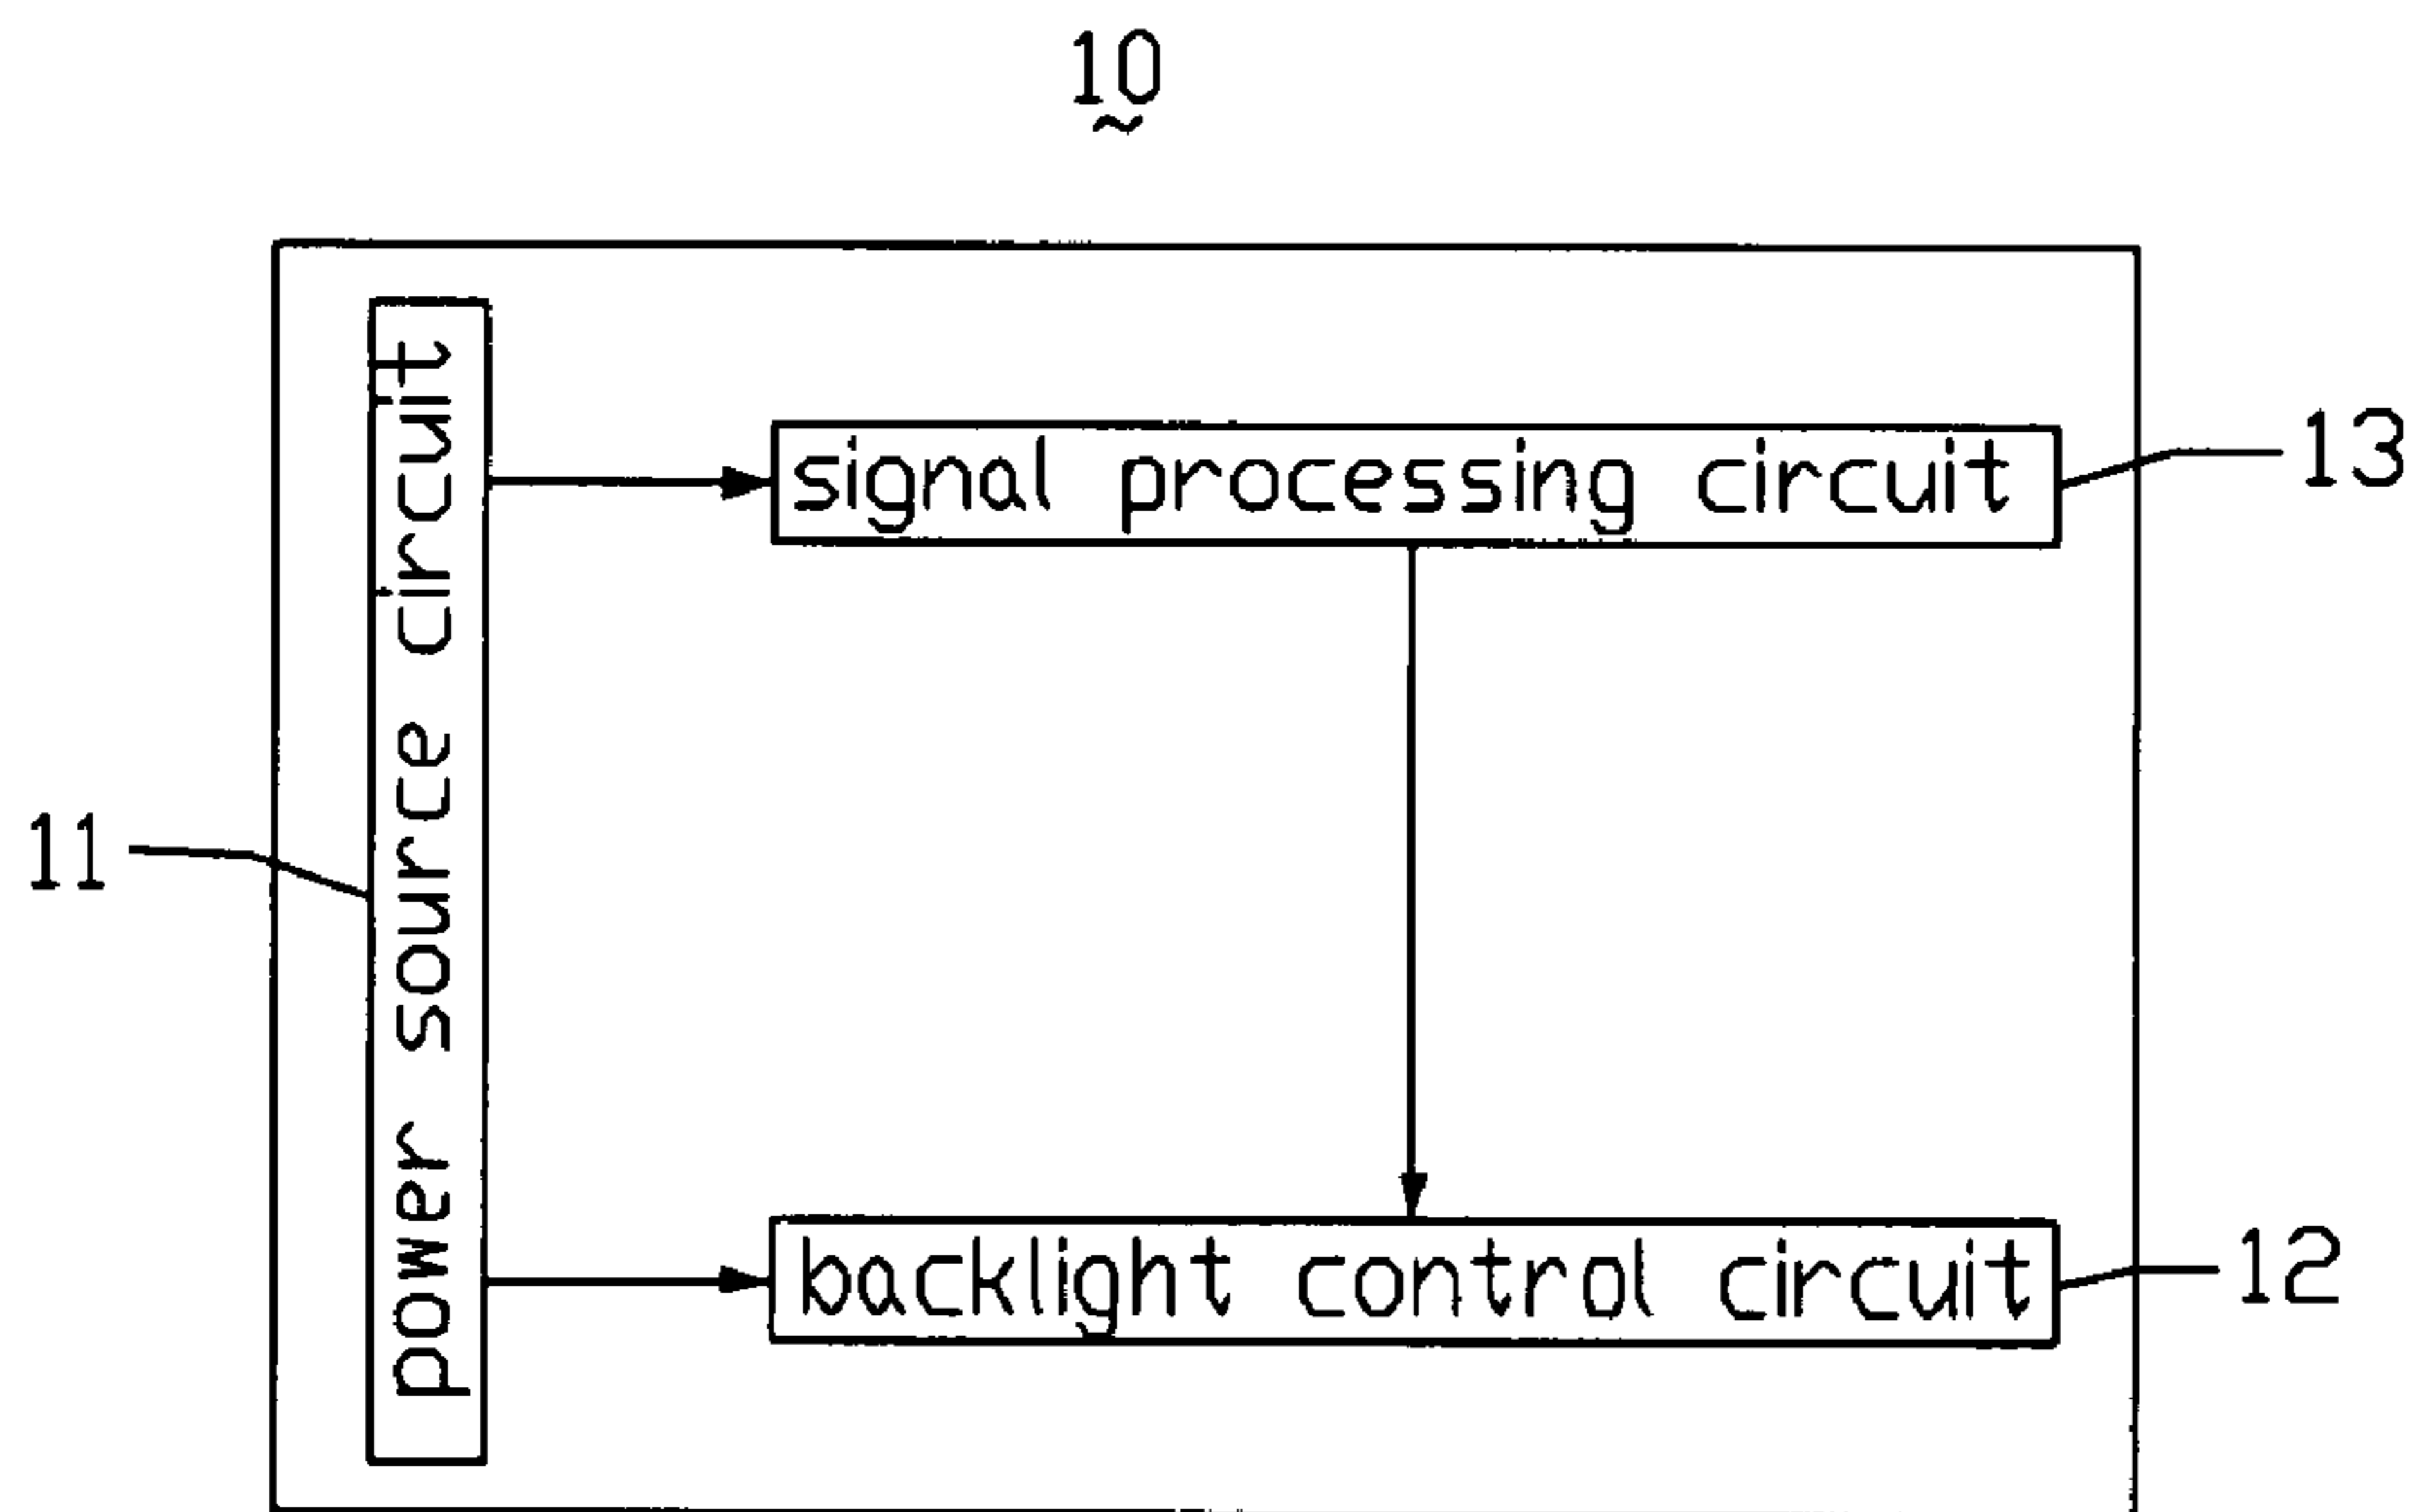 10
signal processing circuit
13
power source circuit
11
backlight control circuit
12